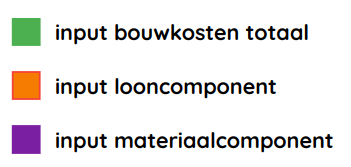 input bouwkosten totaal
input looncomponent
input materiaalcomponent